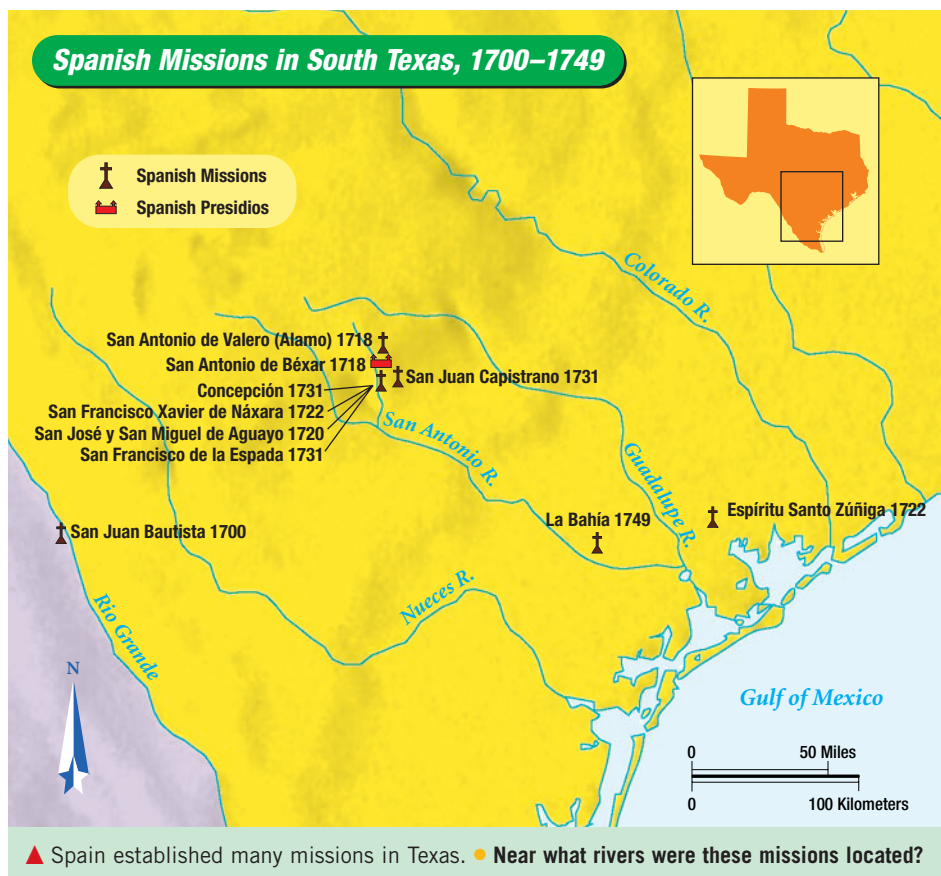 Spanish Missions in South Texas, 1700–1749
Spanish Missions
Spanish Presidios
Colorado R.
San Antonio de Valero (Alamo) 1718
San Antonio de Béxar 1718
San Juan Capistrano 1731
Concepción 1731
San Francisco Xavier de Náxara 1722
San José y San Miguel de Aguayo 1720
San Francisco de la Espada 1731
San Antonio R.
Guadalupe R.
La Bahía 1749
Espíritu Santo Zúñiga 1722
San Juan Bautista 1700
Nueces R.
Rio Grande
N
Gulf of Mexico
0 50 Miles
0 100 Kilometers
Spain established many missions in Texas. Near what rivers were these missions located?